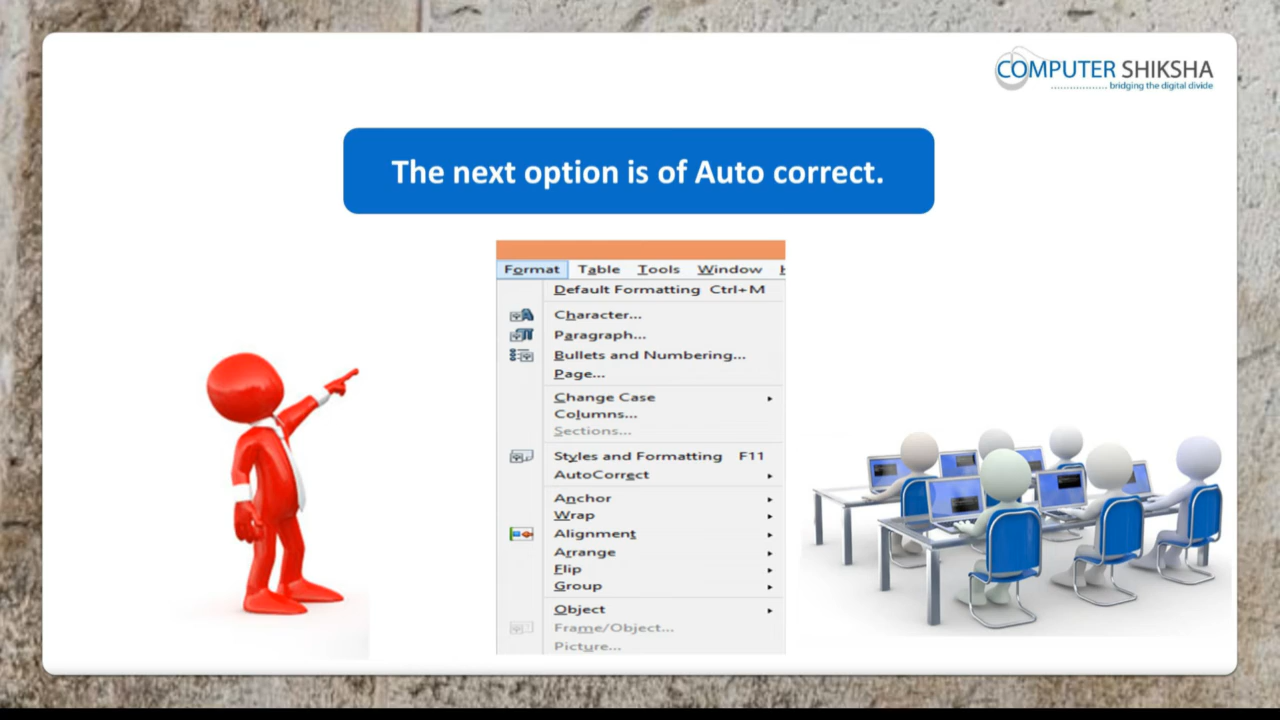 COMPUTER SHIKSHA
bridging the digital divide
The next option is of Auto correct.
Format Table Tools Window
Default Formatting Ctrl+M
Character...
Paragraph...
Bullets and Numbering...
Page...
Change Case
Columns...
Sections...
Styles and Formatting F11
AutoCorrect
Anchor
Wrap
Alignment
Arrange
Flip
Group
Object
Frame/Object...
Picture...